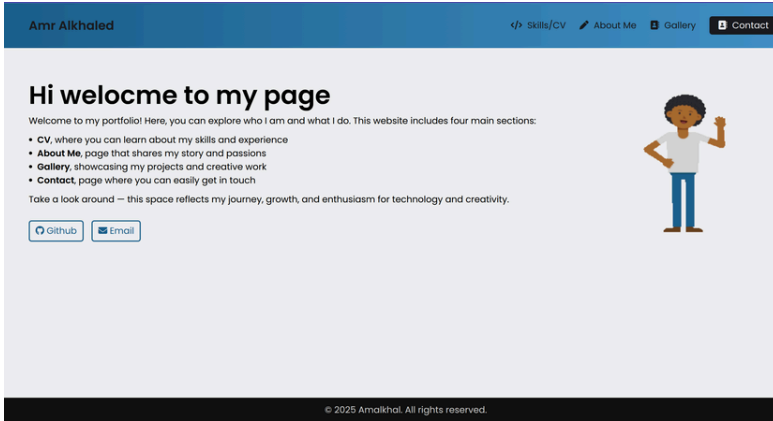 Amr Alkhaled
</> Skills/CV About Me Gallery Contact
Hi welocme to my page
Welcome to my portfolio! Here, you can explore who I am and what I do. This website includes four main sections:
• CV, where you can learn about my skills and experience
• About Me, page that shares my story and passions
• Gallery, showcasing my projects and creative work
• Contact, page where you can easily get in touch
Take a look around — this space reflects my journey, growth, and enthusiasm for technology and creativity.
Github Email
© 2025 Amalkhal. All rights reserved.